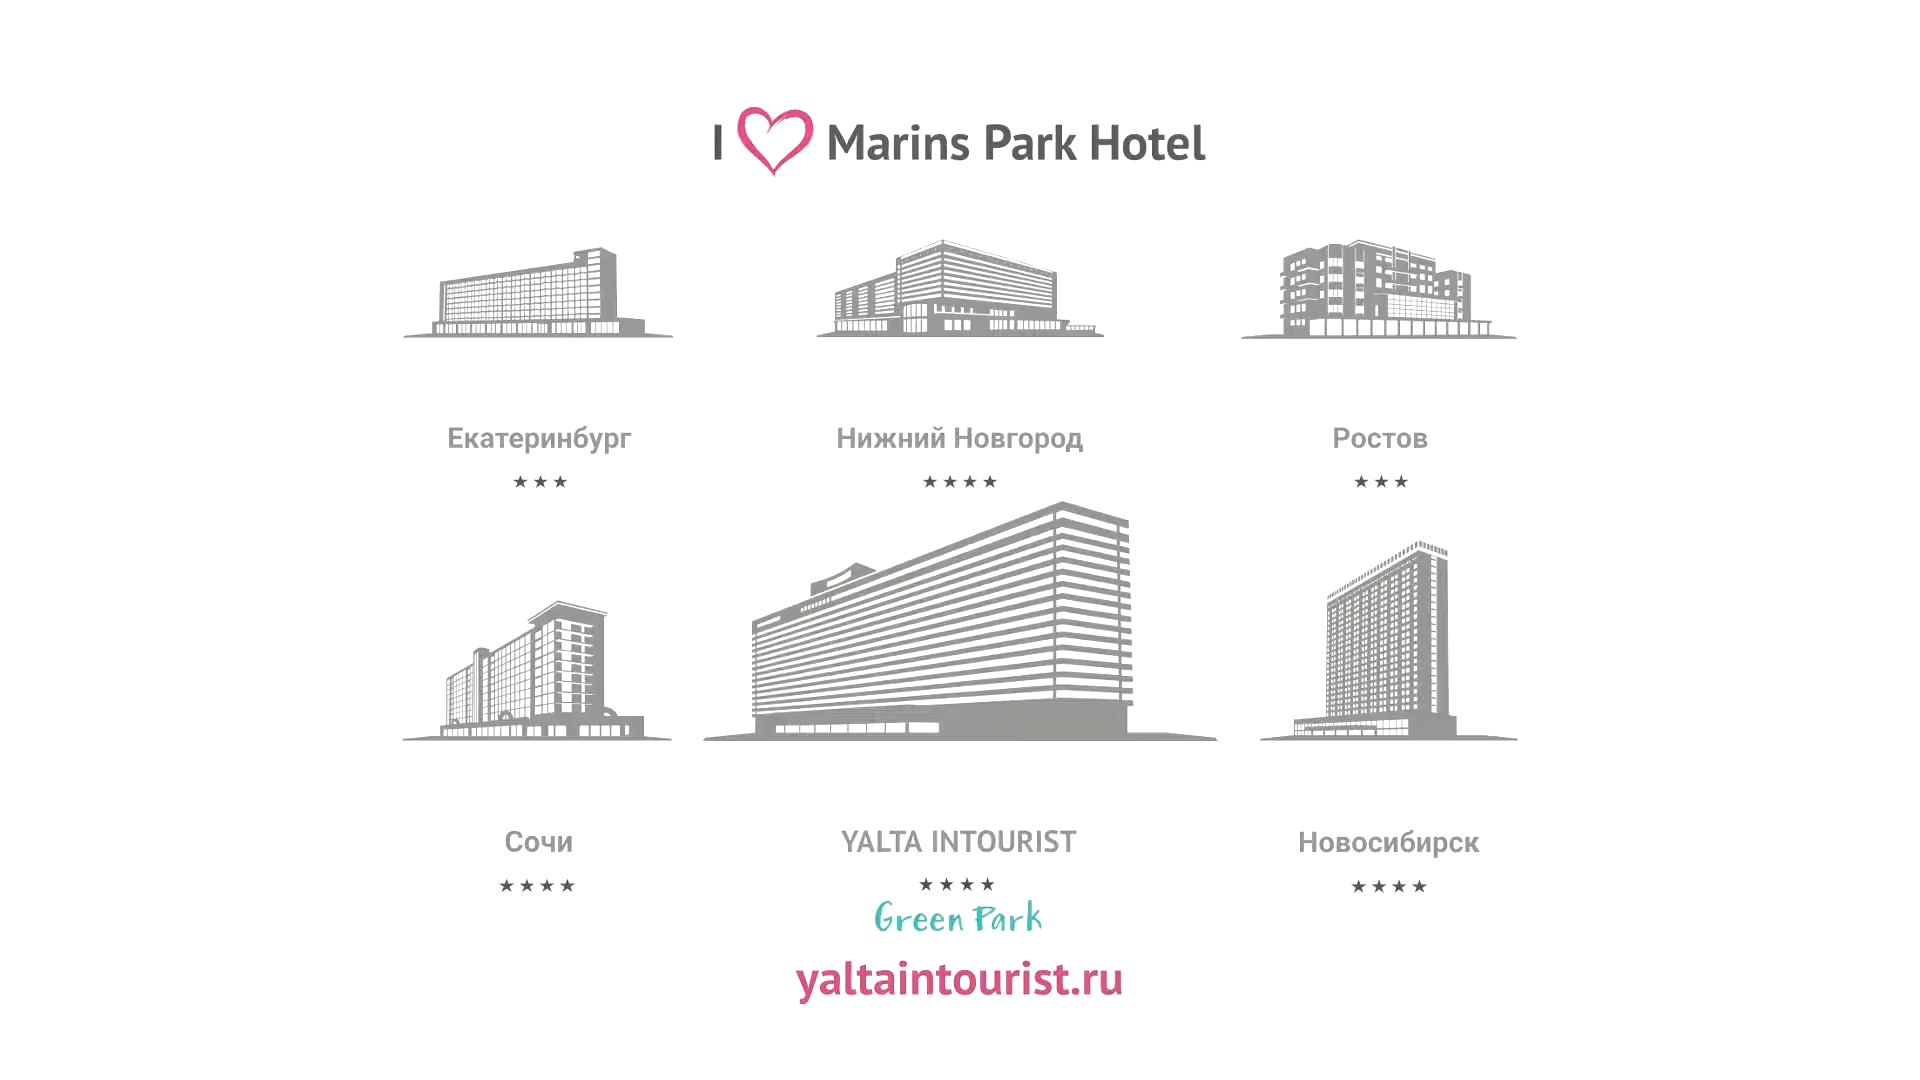 I Marins Park Hotel
Екатеринбург
Нижний Новгород
Ростов
★★★
★★★★
★★★
Сочи
YALTA INTOURIST
Новосибирск
★★★★
★★★★
★★★★
Green Park
yaltaintourist.ru